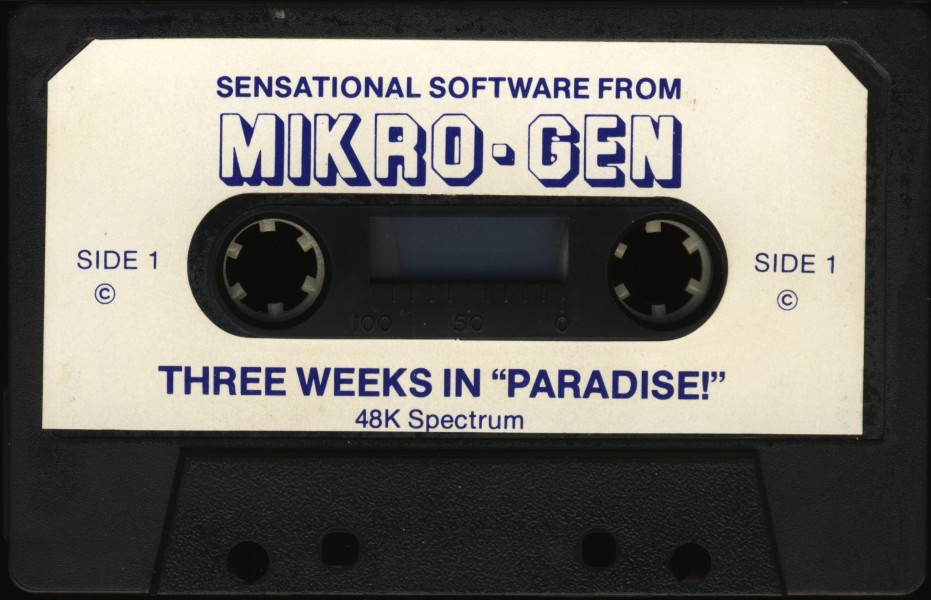 SENSATIONAL SOFTWARE FROM
MIKRO-GEN
SIDE 1
©
SIDE 1
©
100 50 0
THREE WEEKS IN “PARADISE!”
48K Spectrum